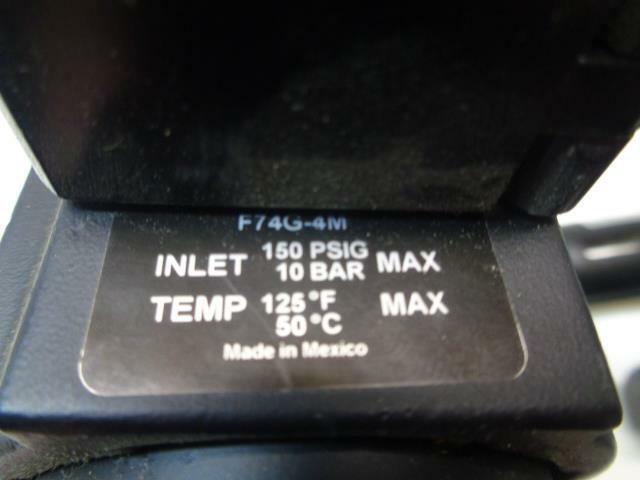 F74G-4M
INLET 150 PSIG 10 BAR MAX
TEMP 125°F 50°C MAX
Made in Mexico